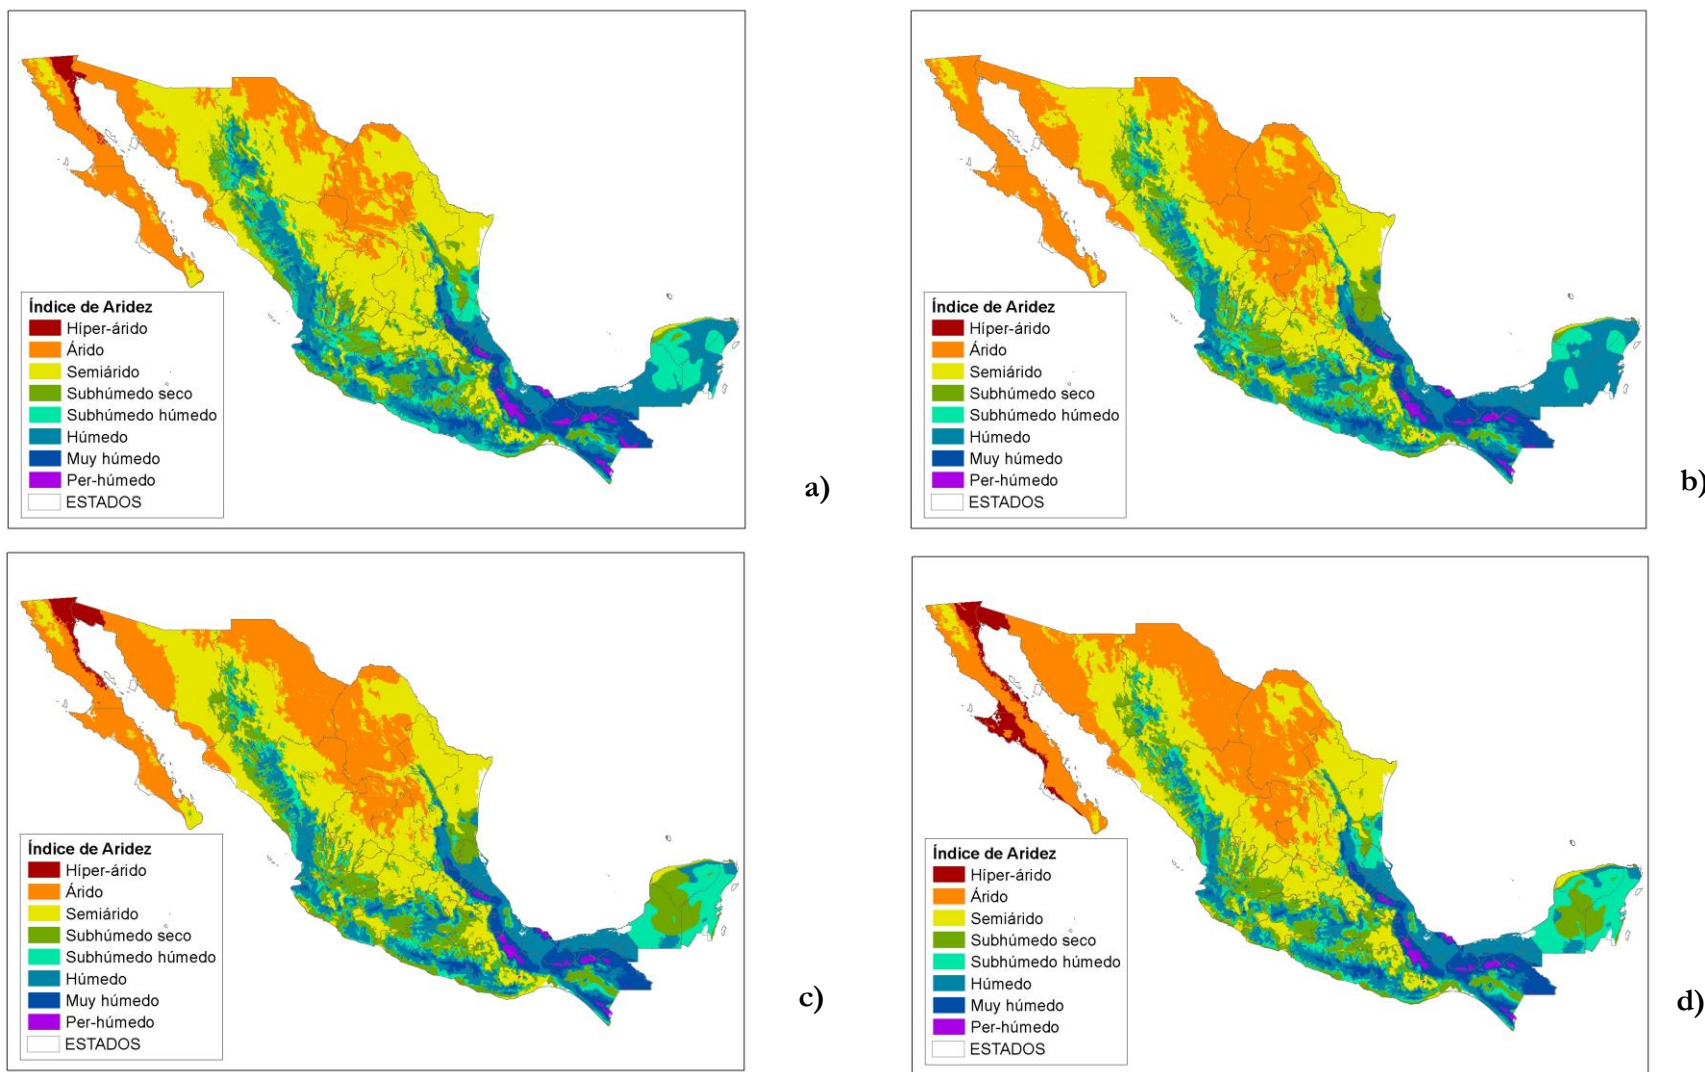 Índice de Aridez
Híper-árido
Árido
Semiárido
Subhúmedo seco
Subhúmedo húmedo
Húmedo
Muy húmedo
Per-húmedo
ESTADOS
a)
Índice de Aridez
Híper-árido
Árido
Semiárido
Subhúmedo seco
Subhúmedo húmedo
Húmedo
Muy húmedo
Per-húmedo
ESTADOS
b)
Índice de Aridez
Híper-árido
Árido
Semiárido
Subhúmedo seco
Subhúmedo húmedo
Húmedo
Muy húmedo
Per-húmedo
ESTADOS
c)
Índice de Aridez
Híper-árido
Árido
Semiárido
Subhúmedo seco
Subhúmedo húmedo
Húmedo
Muy húmedo
Per-húmedo
ESTADOS
d)